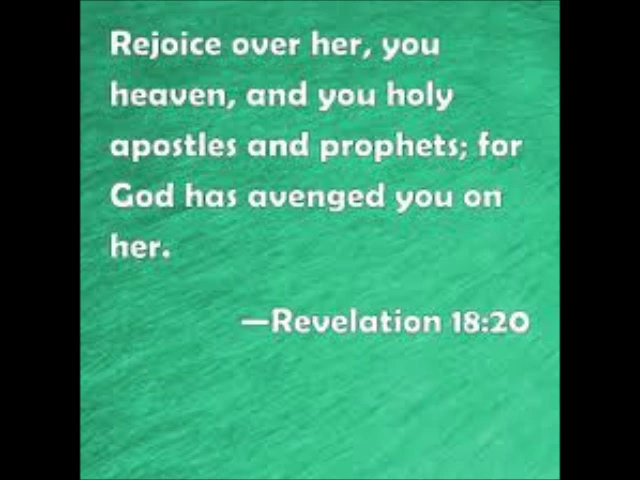 Rejoice over her, you
heaven, and you holy
apostles and prophets; for
God has avenged you on
her.
—Revelation 18:20